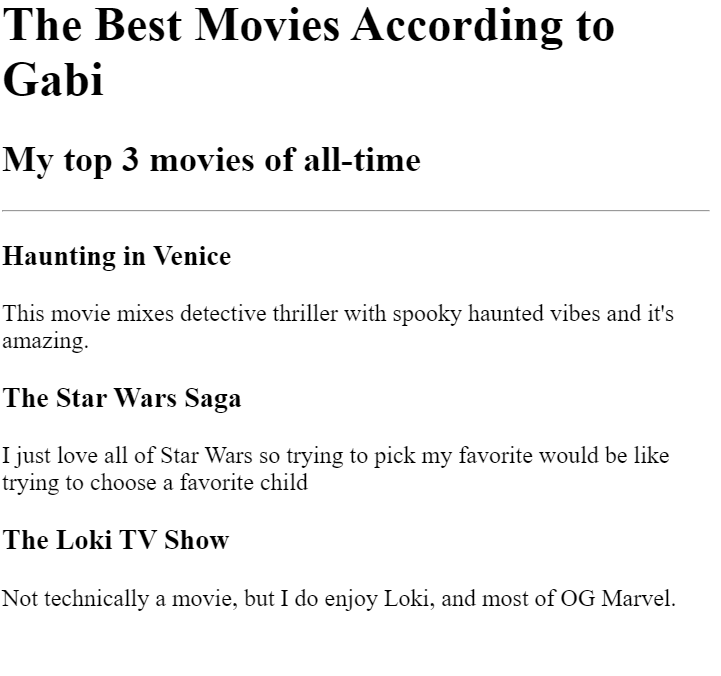 The Best Movies According to
Gabi
My top 3 movies of all-time
Haunting in Venice
This movie mixes detective thriller with spooky haunted vibes and it's
amazing.
The Star Wars Saga
I just love all of Star Wars so trying to pick my favorite would be like
trying to choose a favorite child
The Loki TV Show
Not technically a movie, but I do enjoy Loki, and most of OG Marvel.